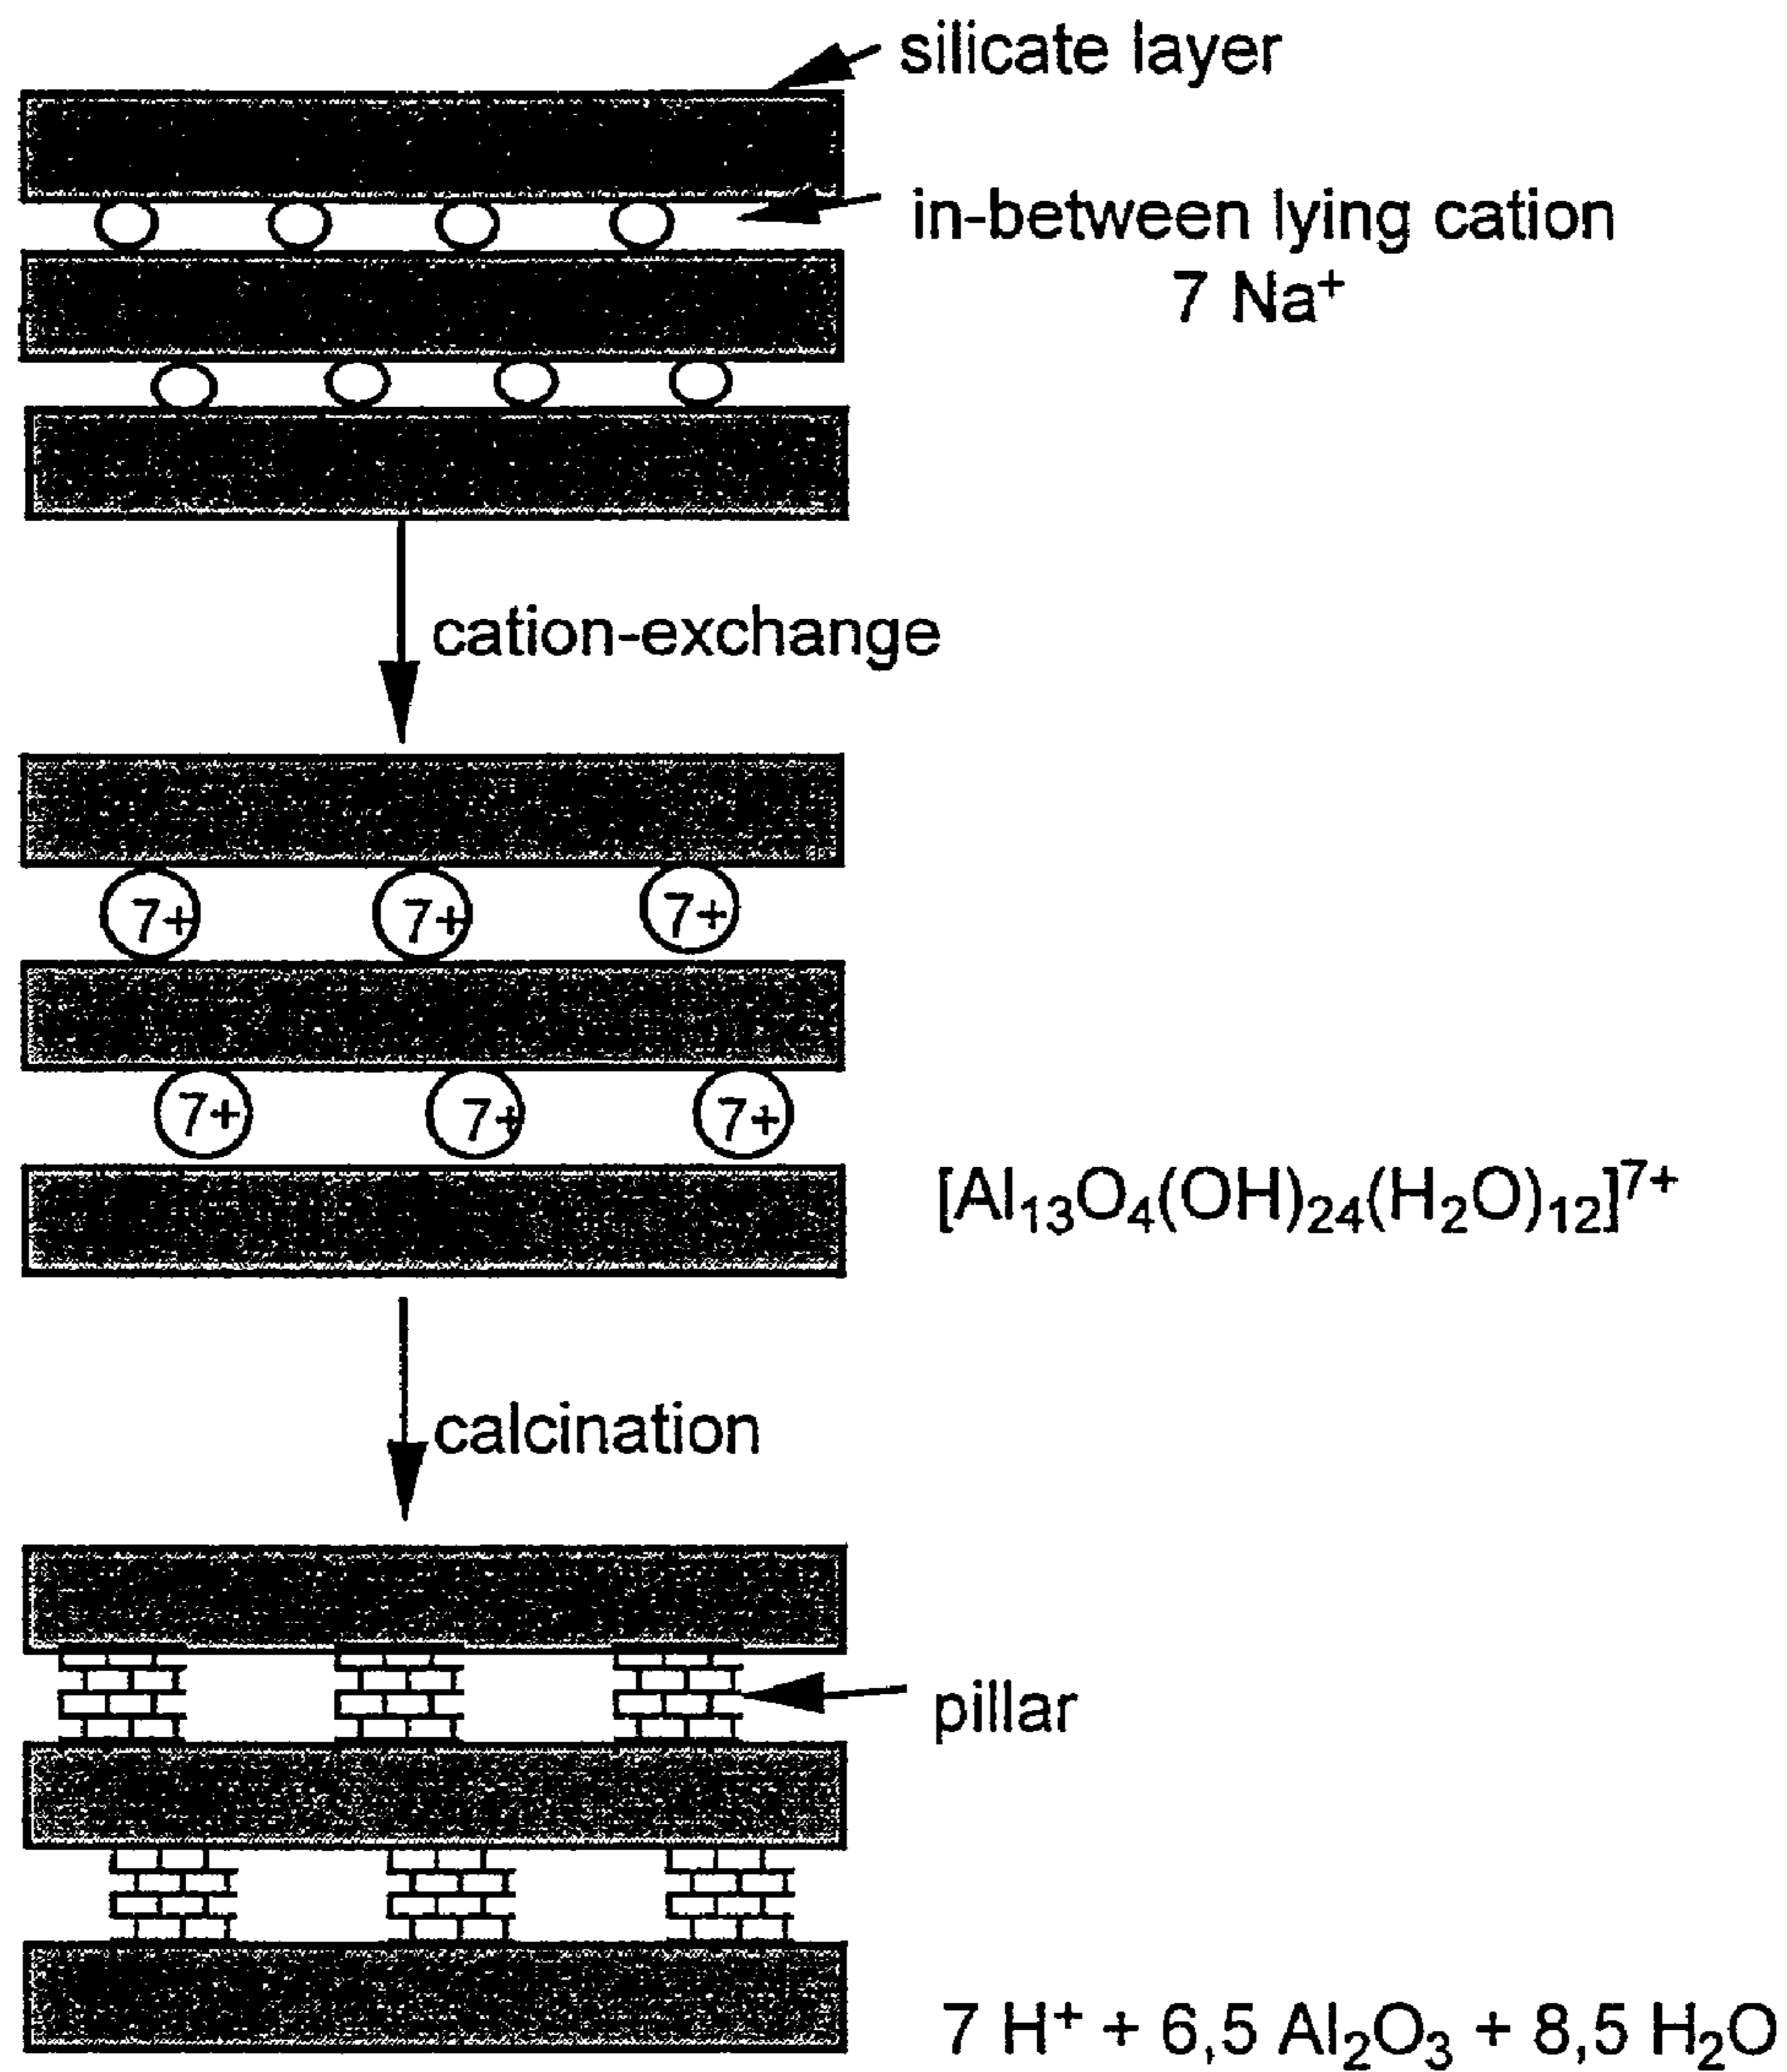 silicate layer
in-between lying cation
7 Na⁺
cation-exchange
7+ 7+ 7+
7+ 7+ 7+
[Al₁₃O₄(OH)₂₄(H₂O)₁₂]⁷⁺
calcination
pillar
7 H⁺ + 6,5 Al₂O₃ + 8,5 H₂O